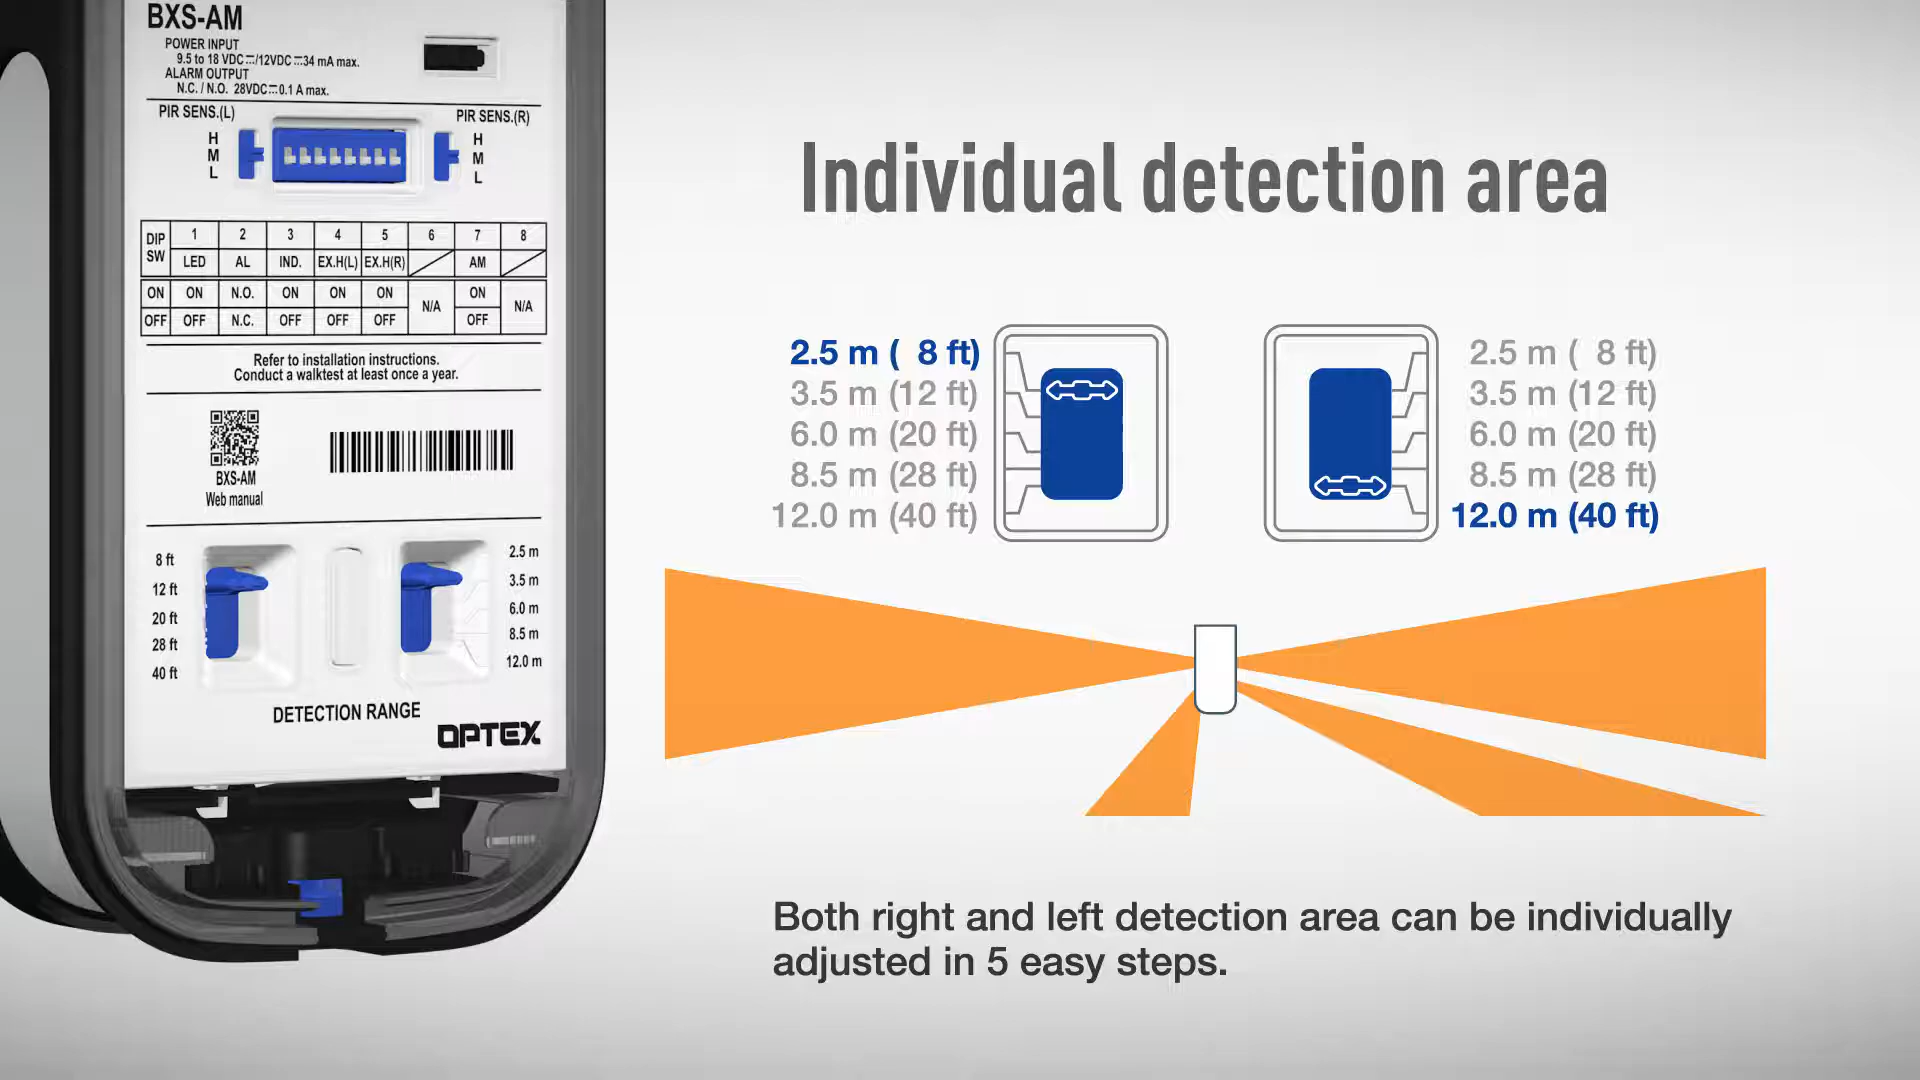 BXS-AM
POWER INPUT
9.5 to 18 VDC⎓/12VDC⎓34 mA max.
ALARM OUTPUT
N.C. / N.O. 28VDC⎓0.1 A max.
PIR SENS.(L)
PIR SENS.(R)
H
M
L
H
M
L
DIP SW 1 2 3 4 5 6 7 8
LED AL IND. EX.H(L) EX.H(R) AM
ON ON N.O. ON ON ON N/A ON N/A
OFF OFF N.C. OFF OFF OFF OFF
Refer to installation instructions.
Conduct a walktest at least once a year.
BXS-AM
Web manual
8 ft
12 ft
20 ft
28 ft
40 ft
2.5 m
3.5 m
6.0 m
8.5 m
12.0 m
DETECTION RANGE
OPTEX
Individual detection area
2.5 m ( 8 ft)
3.5 m (12 ft)
6.0 m (20 ft)
8.5 m (28 ft)
12.0 m (40 ft)
2.5 m ( 8 ft)
3.5 m (12 ft)
6.0 m (20 ft)
8.5 m (28 ft)
12.0 m (40 ft)
Both right and left detection area can be individually
adjusted in 5 easy steps.